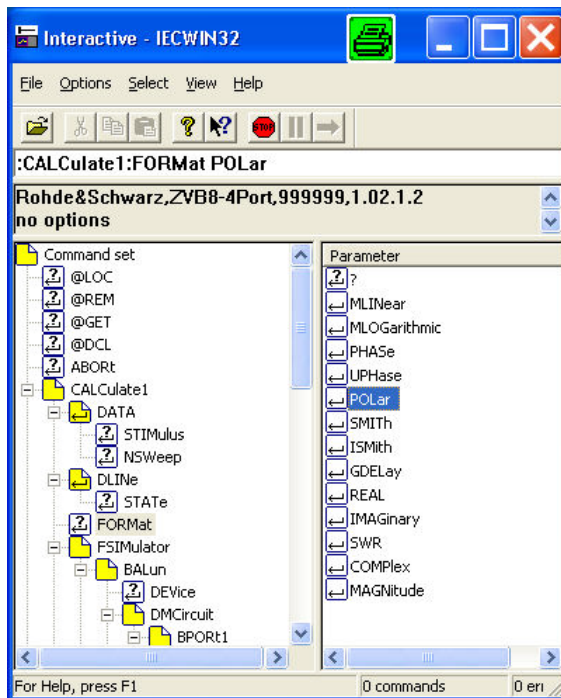 Interactive - IECWIN32
File Options Select View Help
STOP
:CALCulate1:FORMat POLar
Rohde&Schwarz,ZVB8-4Port,999999,1.02.1.2
no options
Command set
@LOC
@REM
@GET
@DCL
ABORt
CALCulate1
DATA
STIMulus
NSWeep
DLINe
STATe
FORMat
FSIMulator
BALun
DEVice
DMCircuit
BPORt1
Parameter
?
MLINear
MLOGarithmic
PHASe
UPHase
POLar
SMITh
ISMith
GDELay
REAL
IMAGinary
SWR
COMPlex
MAGNitude
For Help, press F1
0 commands
0 err